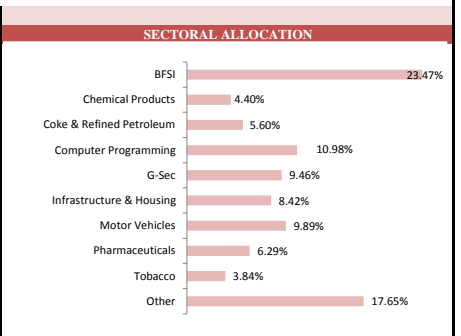 SECTORAL ALLOCATION
BFSI 23.47%
Chemical Products 4.40%
Coke & Refined Petroleum 5.60%
Computer Programming 10.98%
G-Sec 9.46%
Infrastructure & Housing 8.42%
Motor Vehicles 9.89%
Pharmaceuticals 6.29%
Tobacco 3.84%
Other 17.65%